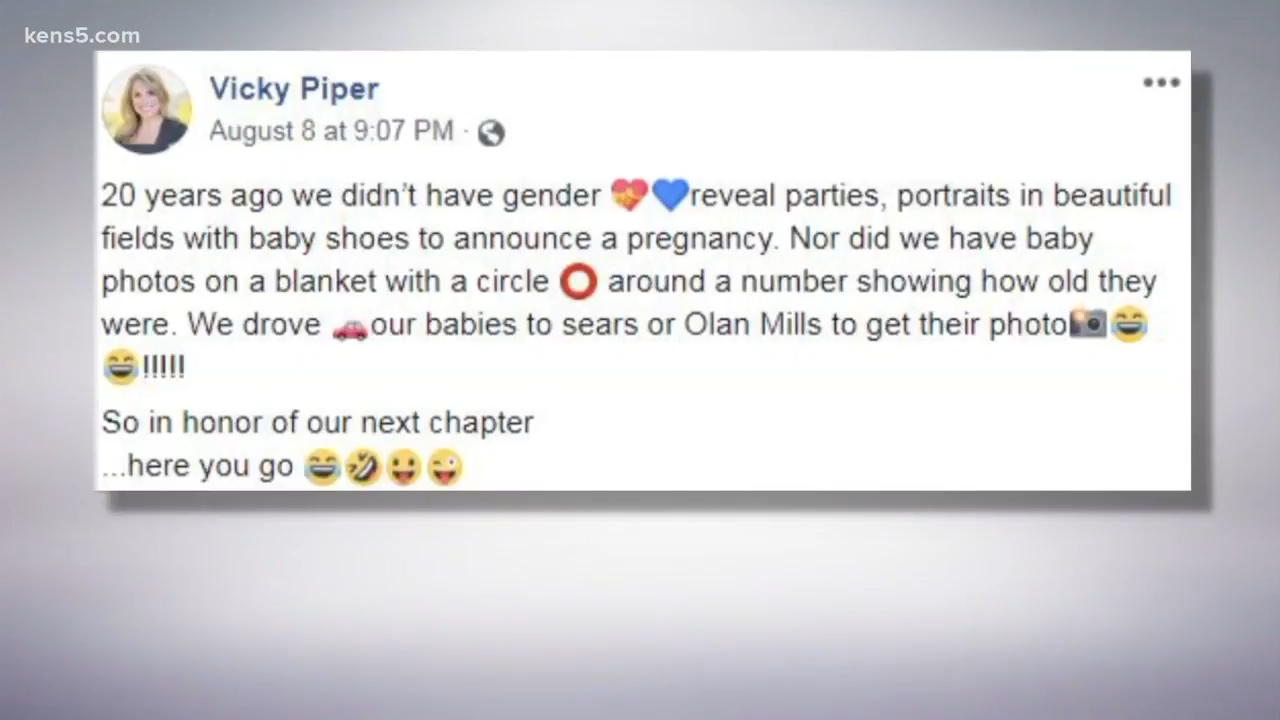 kens5.com
Vicky Piper
•••
August 8 at 9:07 PM ·
20 years ago we didn't have gender 💝💙reveal parties, portraits in beautiful
fields with baby shoes to announce a pregnancy. Nor did we have baby
photos on a blanket with a circle ⭕ around a number showing how old they
were. We drove 🚗our babies to sears or Olan Mills to get their photo📸😂
😂!!!!!
So in honor of our next chapter
...here you go 😂🤣😛😜